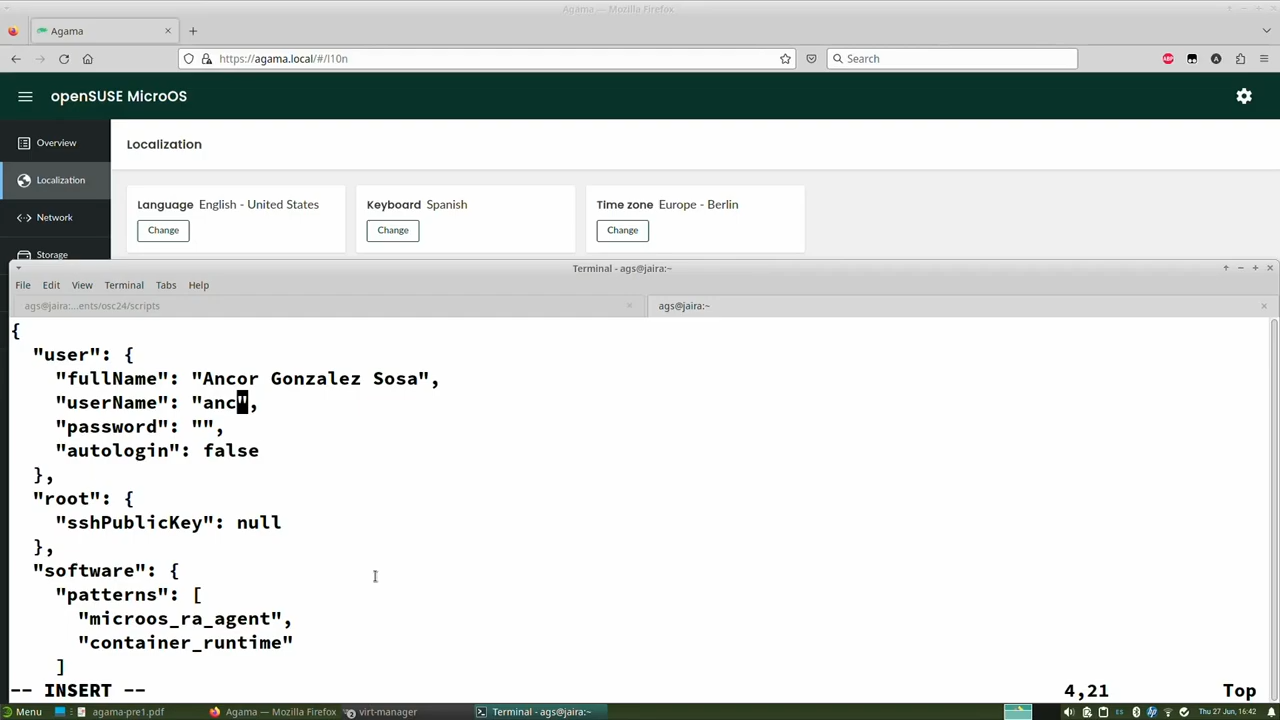 Agama — Mozilla Firefox
Agama
https://agama.local/#/l10n
Search
ABP
openSUSE MicroOS
Overview
Localization
Network
Storage
Localization
Language English - United States
Change
Keyboard Spanish
Change
Time zone Europe - Berlin
Change
Terminal - ags@jaira:~
File Edit View Terminal Tabs Help
ags@jaira:...ents/osc24/scripts
ags@jaira:~
{
"user": {
"fullName": "Ancor Gonzalez Sosa",
"userName": "anc",
"password": "",
"autologin": false
},
"root": {
"sshPublicKey": null
},
"software": {
"patterns": [
"microos_ra_agent",
"container_runtime"
]
-- INSERT -- 4,21 Top
Menu agama-pre1.pdf Agama — Mozilla Firefox virt-manager Terminal - ags@jaira:~ ES Thu 27 Jun, 16:42